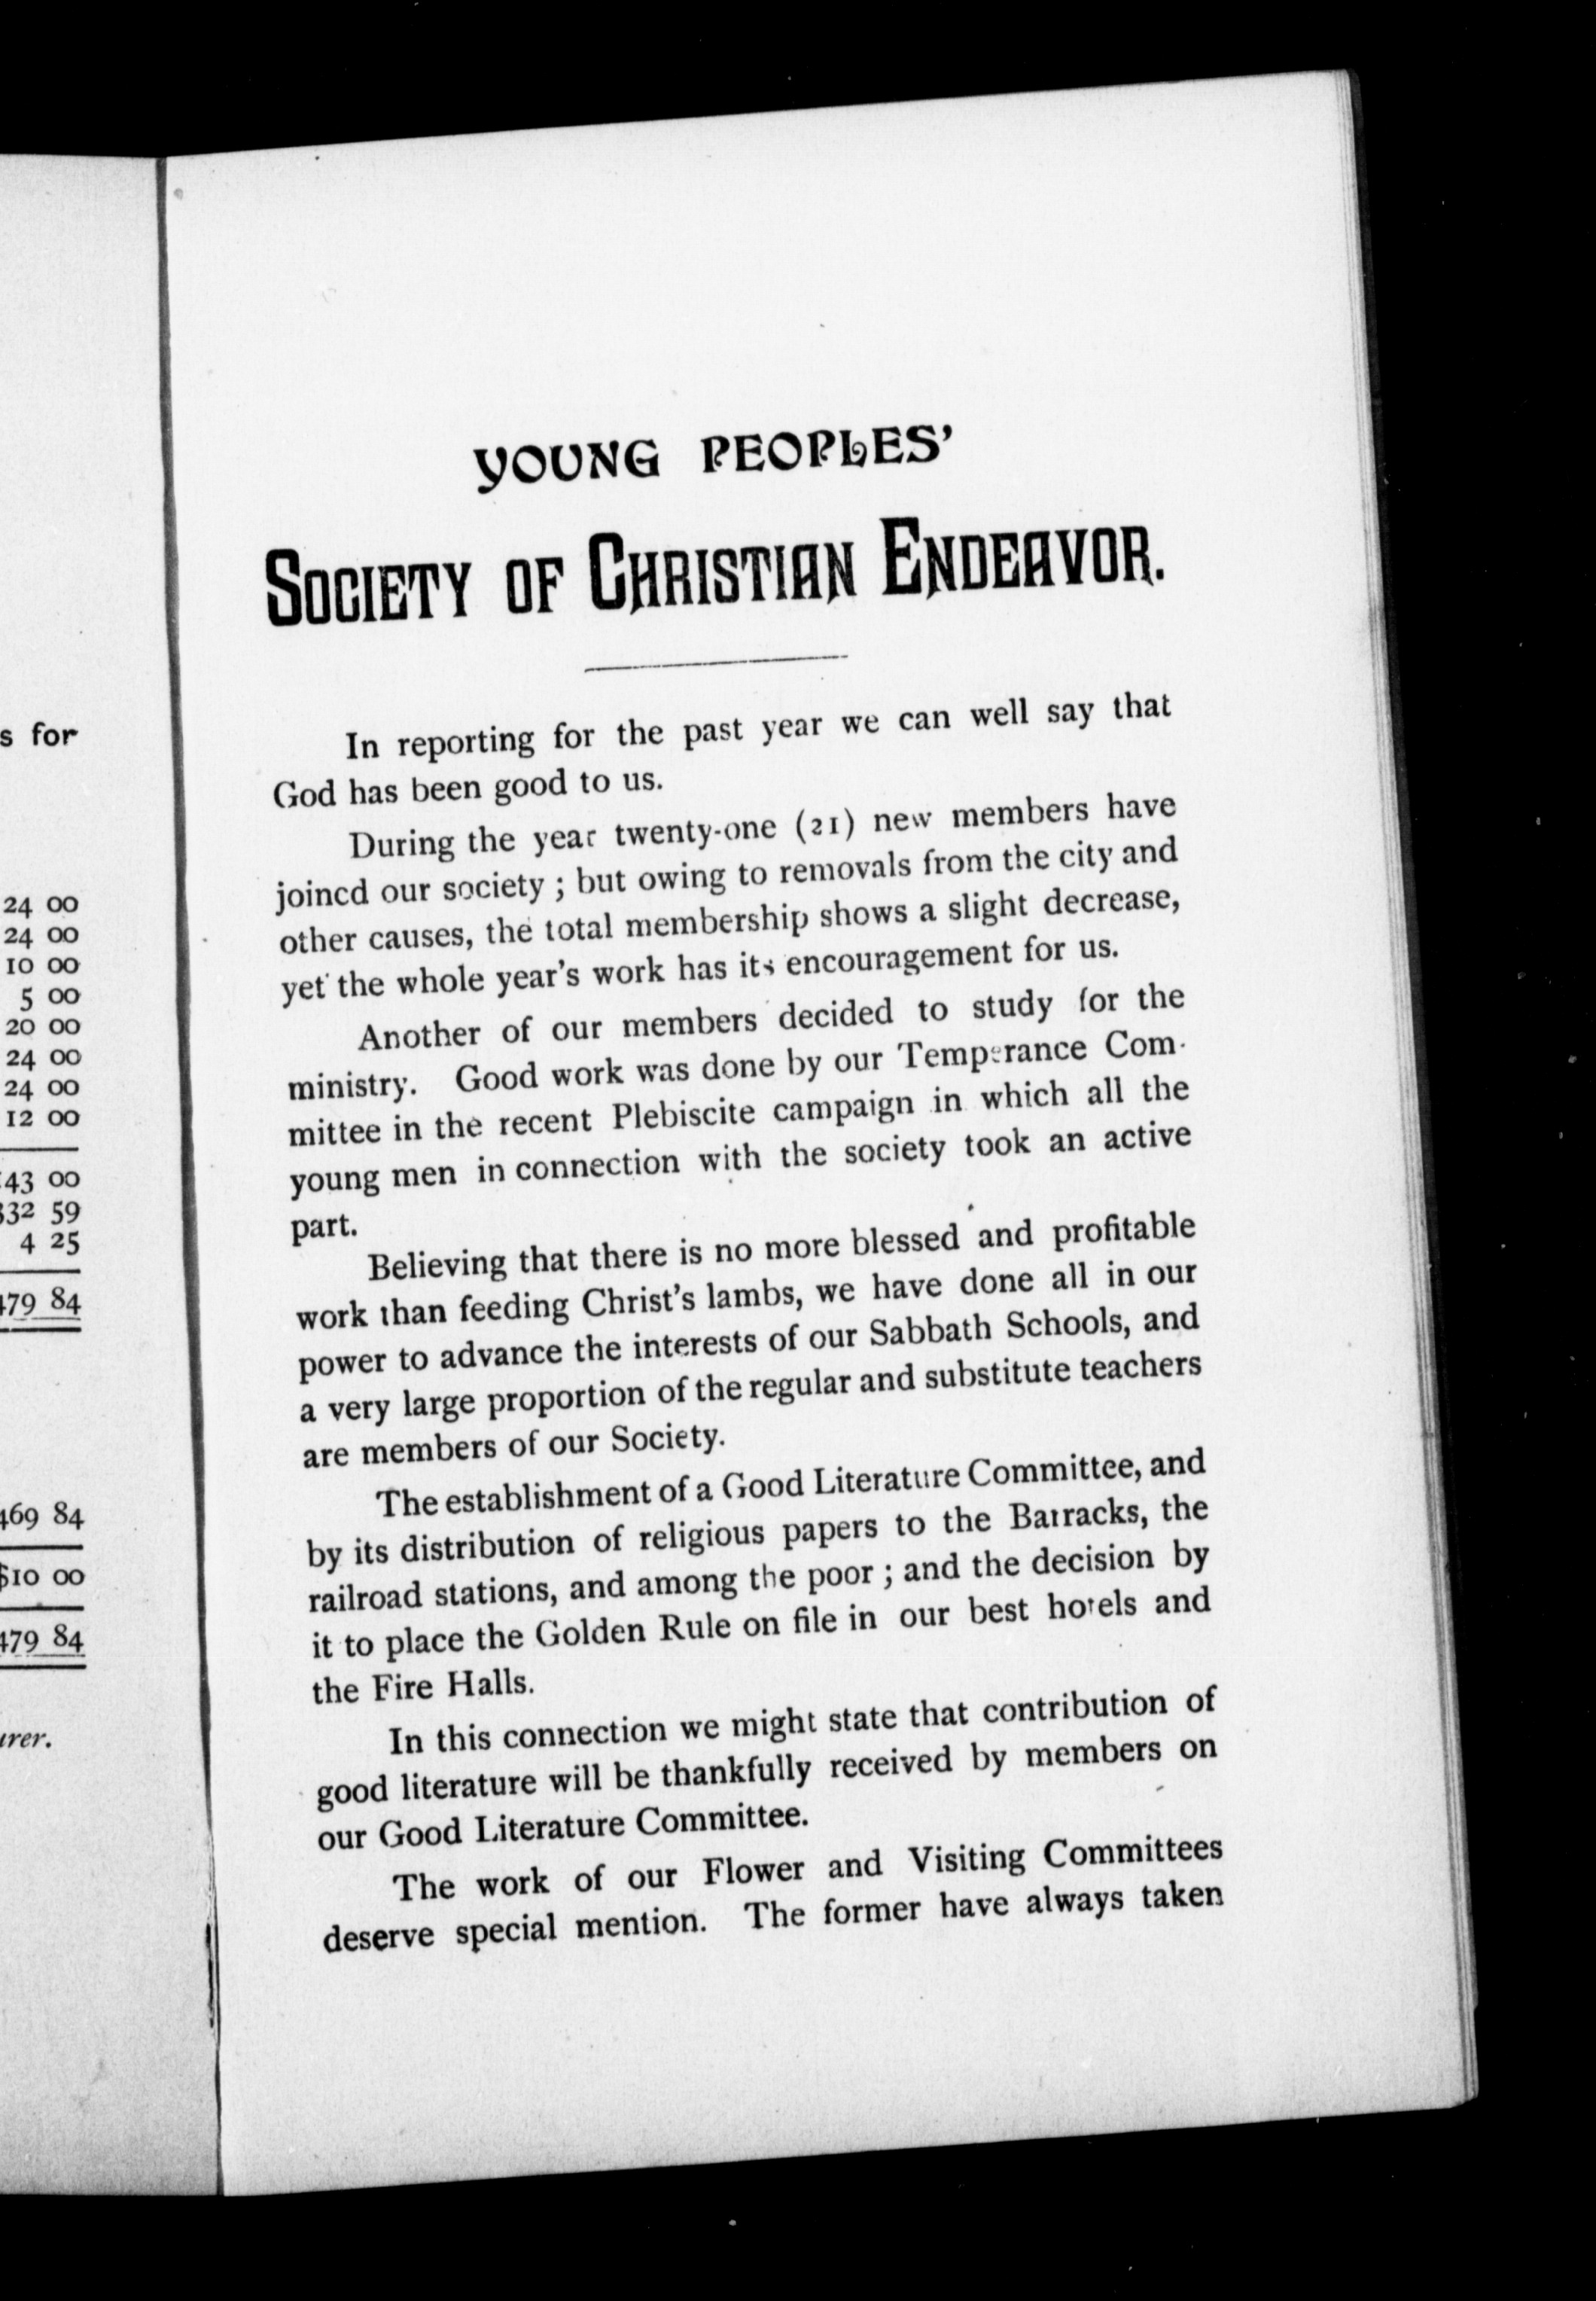 s for
24 00
24 00
10 00
5 00
20 00
24 00
24 00
12 00
43 00
32 59
4 25
479 84
469 84
$10 00
479 84
urer.
YOUNG PEOPLES'
SOCIETY OF CHRISTIAN ENDEAVOR.
In reporting for the past year we can well say that
God has been good to us.
During the year twenty-one (21) new members have
joined our society ; but owing to removals from the city and
other causes, the total membership shows a slight decrease,
yet the whole year's work has its encouragement for us.
Another of our members decided to study for the
ministry. Good work was done by our Temperance Com-
mittee in the recent Plebiscite campaign in which all the
young men in connection with the society took an active
part.
Believing that there is no more blessed and profitable
work than feeding Christ's lambs, we have done all in our
power to advance the interests of our Sabbath Schools, and
a very large proportion of the regular and substitute teachers
are members of our Society.
The establishment of a Good Literature Committee, and
by its distribution of religious papers to the Barracks, the
railroad stations, and among the poor ; and the decision by
it to place the Golden Rule on file in our best hotels and
the Fire Halls.
In this connection we might state that contribution of
good literature will be thankfully received by members on
our Good Literature Committee.
The work of our Flower and Visiting Committees
deserve special mention. The former have always taken